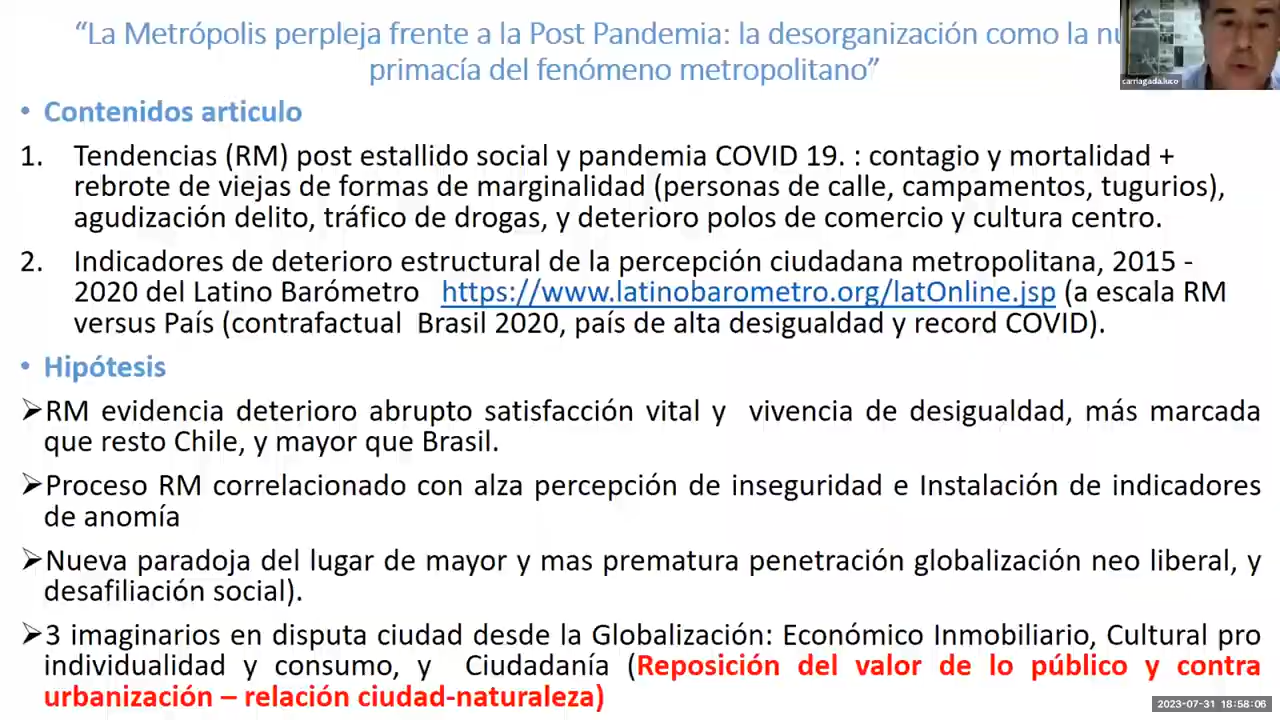 “La Metrópolis perpleja frente a la Post Pandemia: la desorganización como la
primacía del fenómeno metropolitano”
carriagada.luco
• Contenidos articulo
1. Tendencias (RM) post estallido social y pandemia COVID 19. : contagio y mortalidad +
rebrote de viejas de formas de marginalidad (personas de calle, campamentos, tugurios),
agudización delito, tráfico de drogas, y deterioro polos de comercio y cultura centro.
2. Indicadores de deterioro estructural de la percepción ciudadana metropolitana, 2015 -
2020 del Latino Barómetro https://www.latinobarometro.org/latOnline.jsp (a escala RM
versus País (contrafactual Brasil 2020, país de alta desigualdad y record COVID).
• Hipótesis
➢RM evidencia deterioro abrupto satisfacción vital y vivencia de desigualdad, más marcada
que resto Chile, y mayor que Brasil.
➢Proceso RM correlacionado con alza percepción de inseguridad e Instalación de indicadores
de anomía
➢Nueva paradoja del lugar de mayor y mas prematura penetración globalización neo liberal, y
desafiliación social).
➢3 imaginarios en disputa ciudad desde la Globalización: Económico Inmobiliario, Cultural pro
individualidad y consumo, y Ciudadanía (Reposición del valor de lo público y contra
urbanización – relación ciudad-naturaleza)
2023-07-31 18:58:06